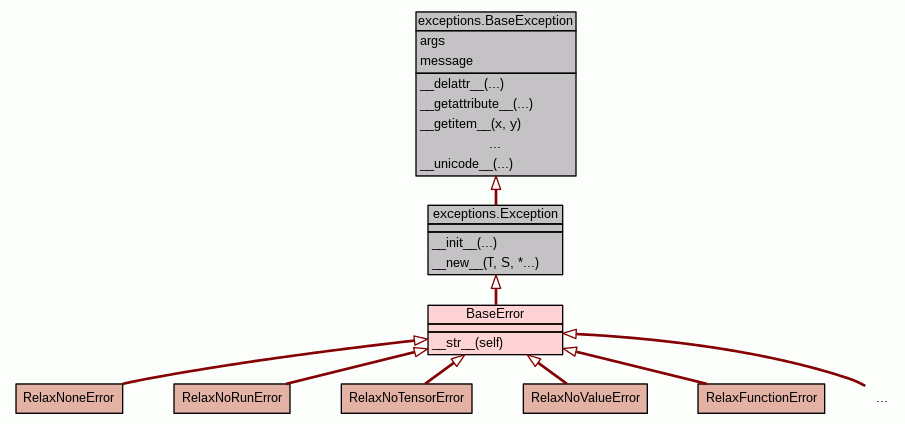 exceptions.BaseException
args
message
__delattr__(...)
__getattribute__(...)
__getitem__(x, y)
...
__unicode__(...)
exceptions.Exception
__init__(...)
__new__(T, S, *...)
BaseError
__str__(self)
RelaxNoneError
RelaxNoRunError
RelaxNoTensorError
RelaxNoValueError
RelaxFunctionError
...